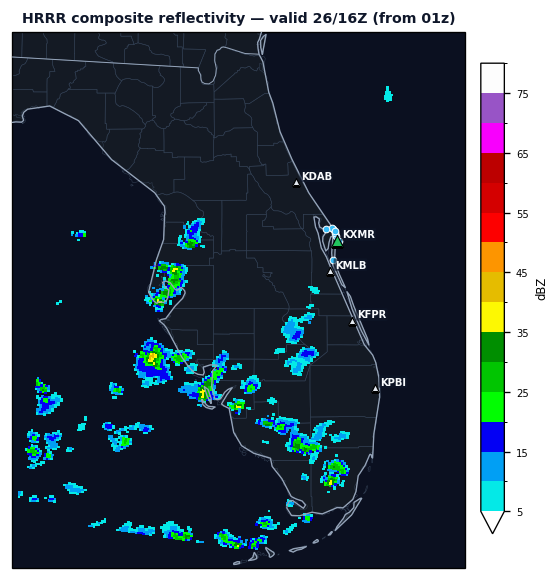 HRRR composite reflectivity — valid 26/16Z (from 01z)
KDAB
KXMR
KMLB
KFPR
KPBI
75
65
55
45
35
25
15
5
dBZ